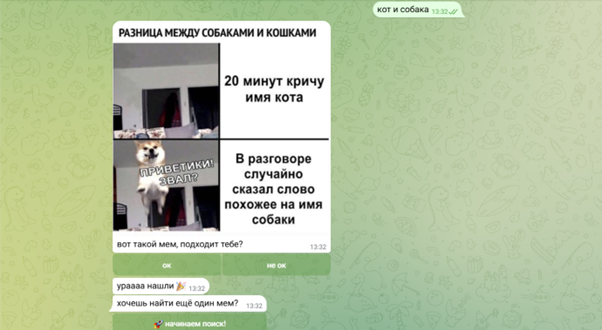 кот и собака 13:32
РАЗНИЦА МЕЖДУ СОБАКАМИ И КОШКАМИ
20 минут кричу
имя кота
ПРИВЕТИКИ!
ЗВАЛ?
В разговоре
случайно
сказал слово
похожее на имя
собаки
вот такой мем, подходит тебе? 13:32
ок
не ок
ураааа нашли 🎉 13:32
хочешь найти ещё один мем? 13:32
🚀 начинаем поиск!